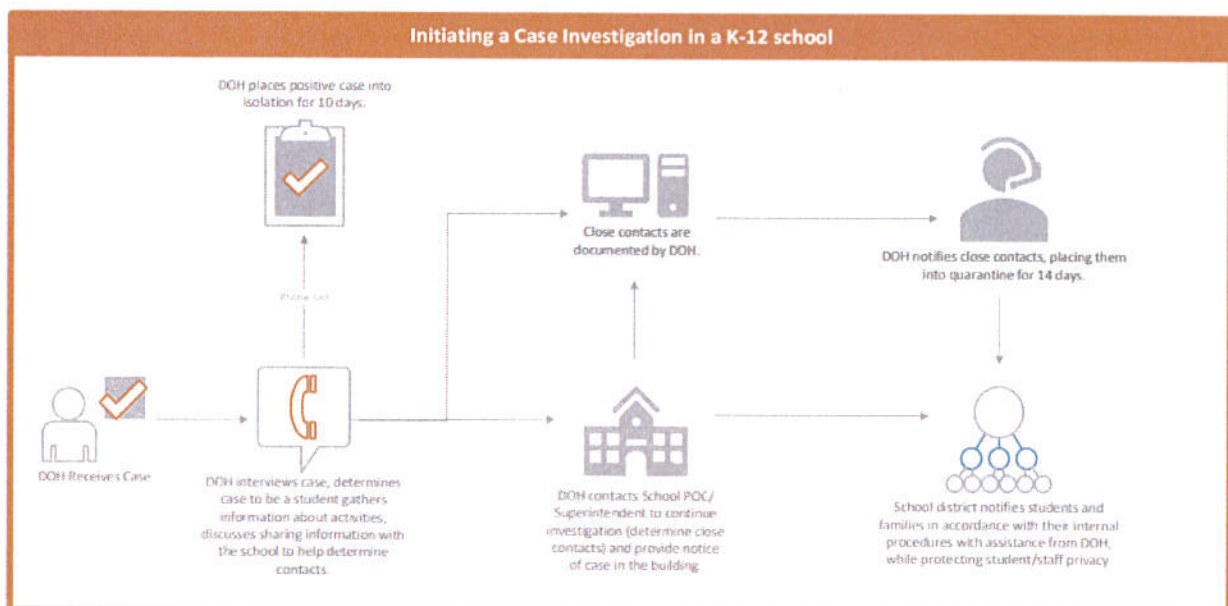 Initiating a Case Investigation in a K-12 school
DOH places positive case into
isolation for 10 days.
Close contacts are
documented by DOH.
DOH notifies close contacts, placing them
into quarantine for 14 days.
DOH Receives Case
DOH interviews case, determines
case to be a student gathers
information about activities,
discusses sharing information with
the school to help determine
contacts.
DOH contacts School POC/
Superintendent to continue
investigation (determine close
contacts) and provide notice
of case in the building
School district notifies students and
families in accordance with their internal
procedures with assistance from DOH,
while protecting student/staff privacy